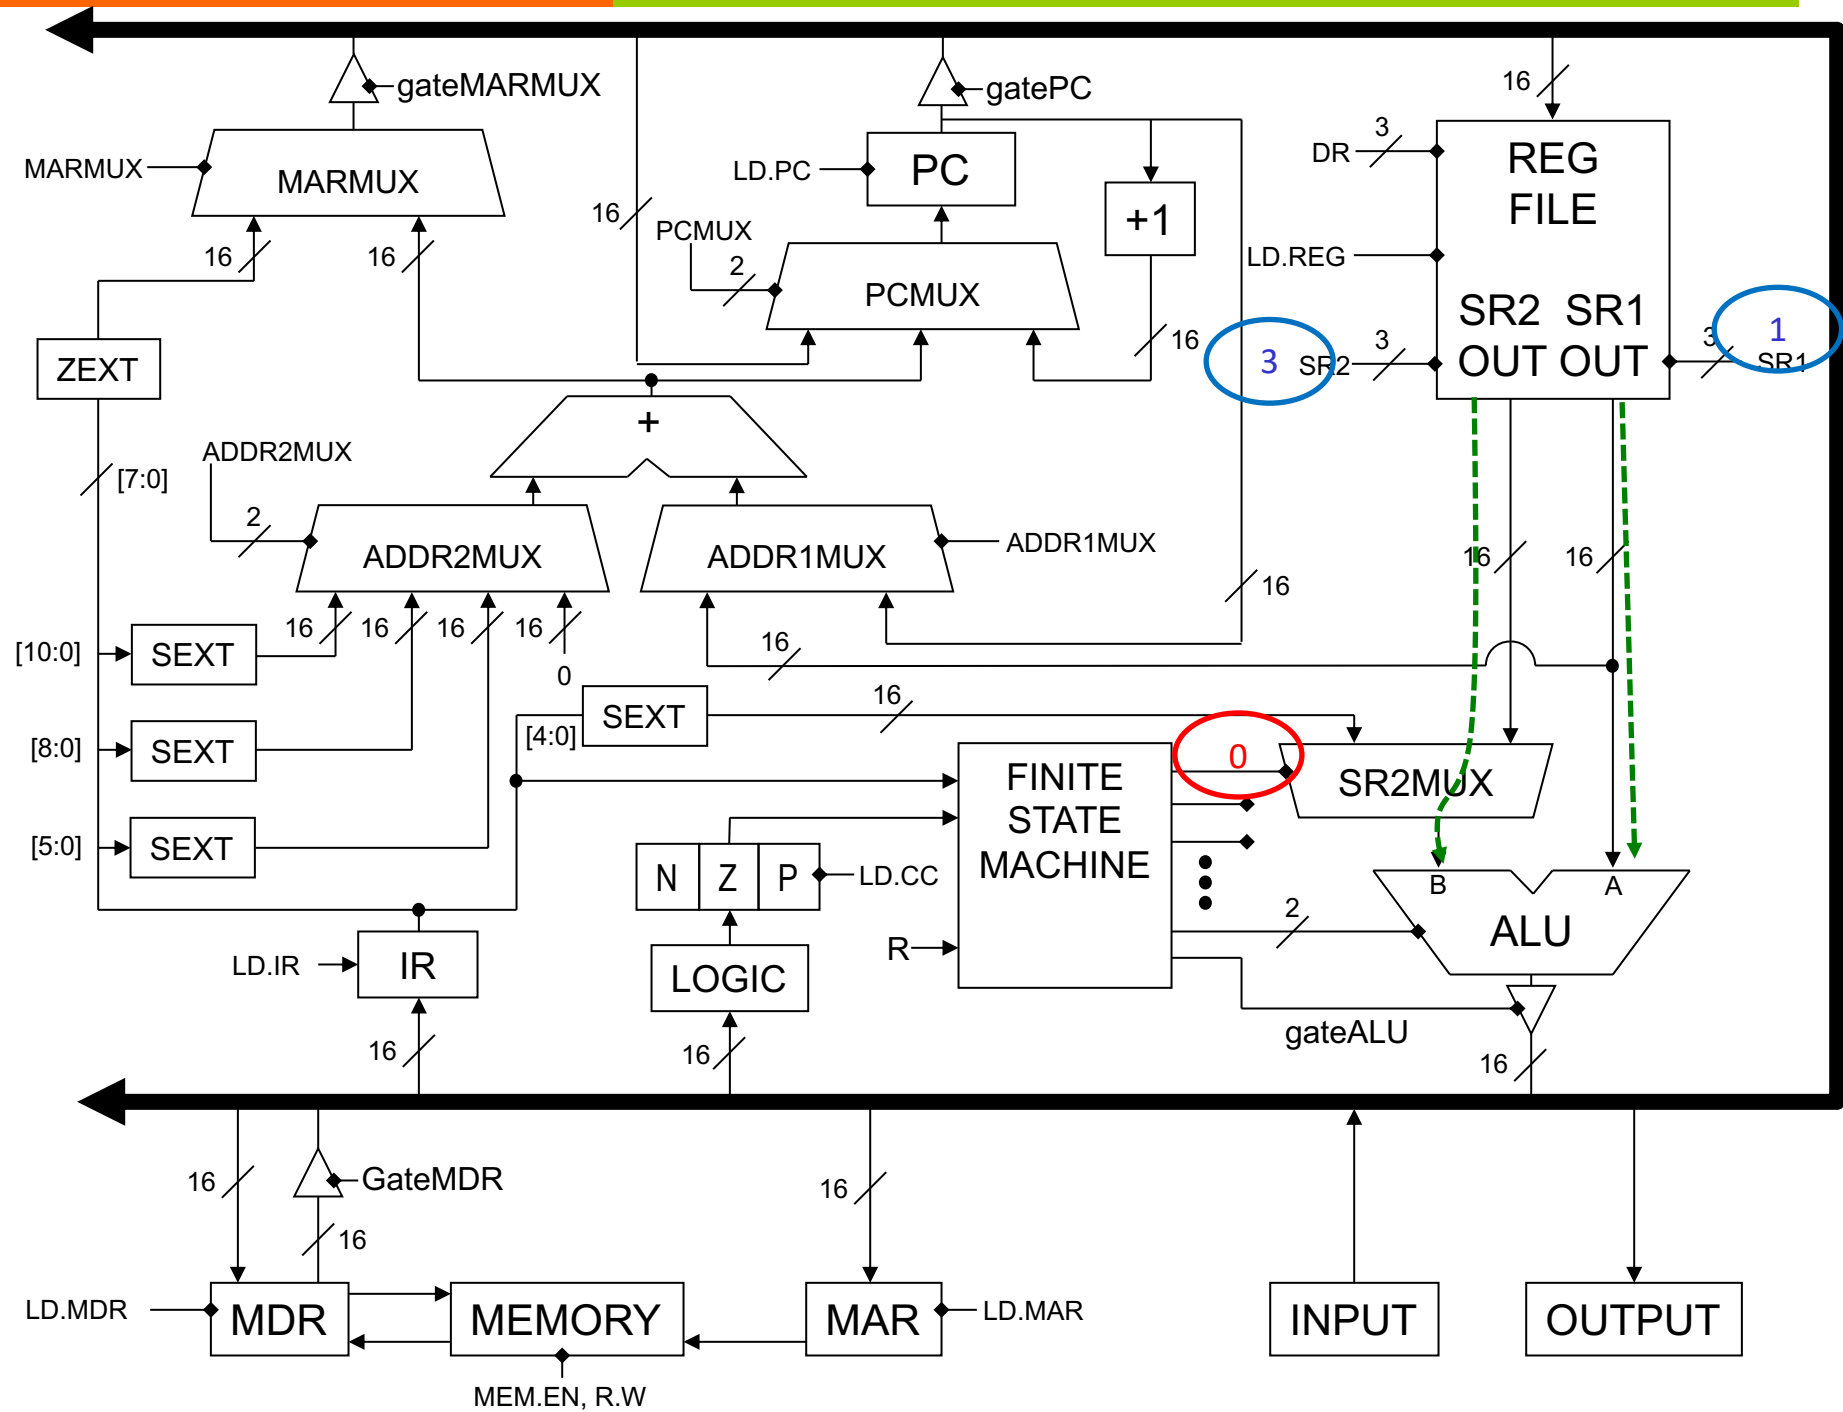 gateMARMUX
gatePC
16
MARMUX
MARMUX
LD.PC
PC
3
DR
REG
FILE
16
+1
PCMUX
2
PCMUX
16
16
16
LD.REG
SR2 SR1
OUT OUT
3
SR2
3
1
3
SR1
ZEXT
+
ADDR2MUX
[7:0]
2
ADDR2MUX
ADDR1MUX
ADDR1MUX
16
16
16
16
16
16
16
0
16
[10:0]
SEXT
[8:0]
SEXT
[5:0]
SEXT
[4:0]
SEXT
16
FINITE
STATE
MACHINE
0
SR2MUX
N Z P
LD.CC
B
A
ALU
2
R
LD.IR
IR
LOGIC
gateALU
16
16
16
16
GateMDR
16
16
LD.MDR
MDR
MEMORY
MAR
LD.MAR
INPUT
OUTPUT
MEM.EN, R.W